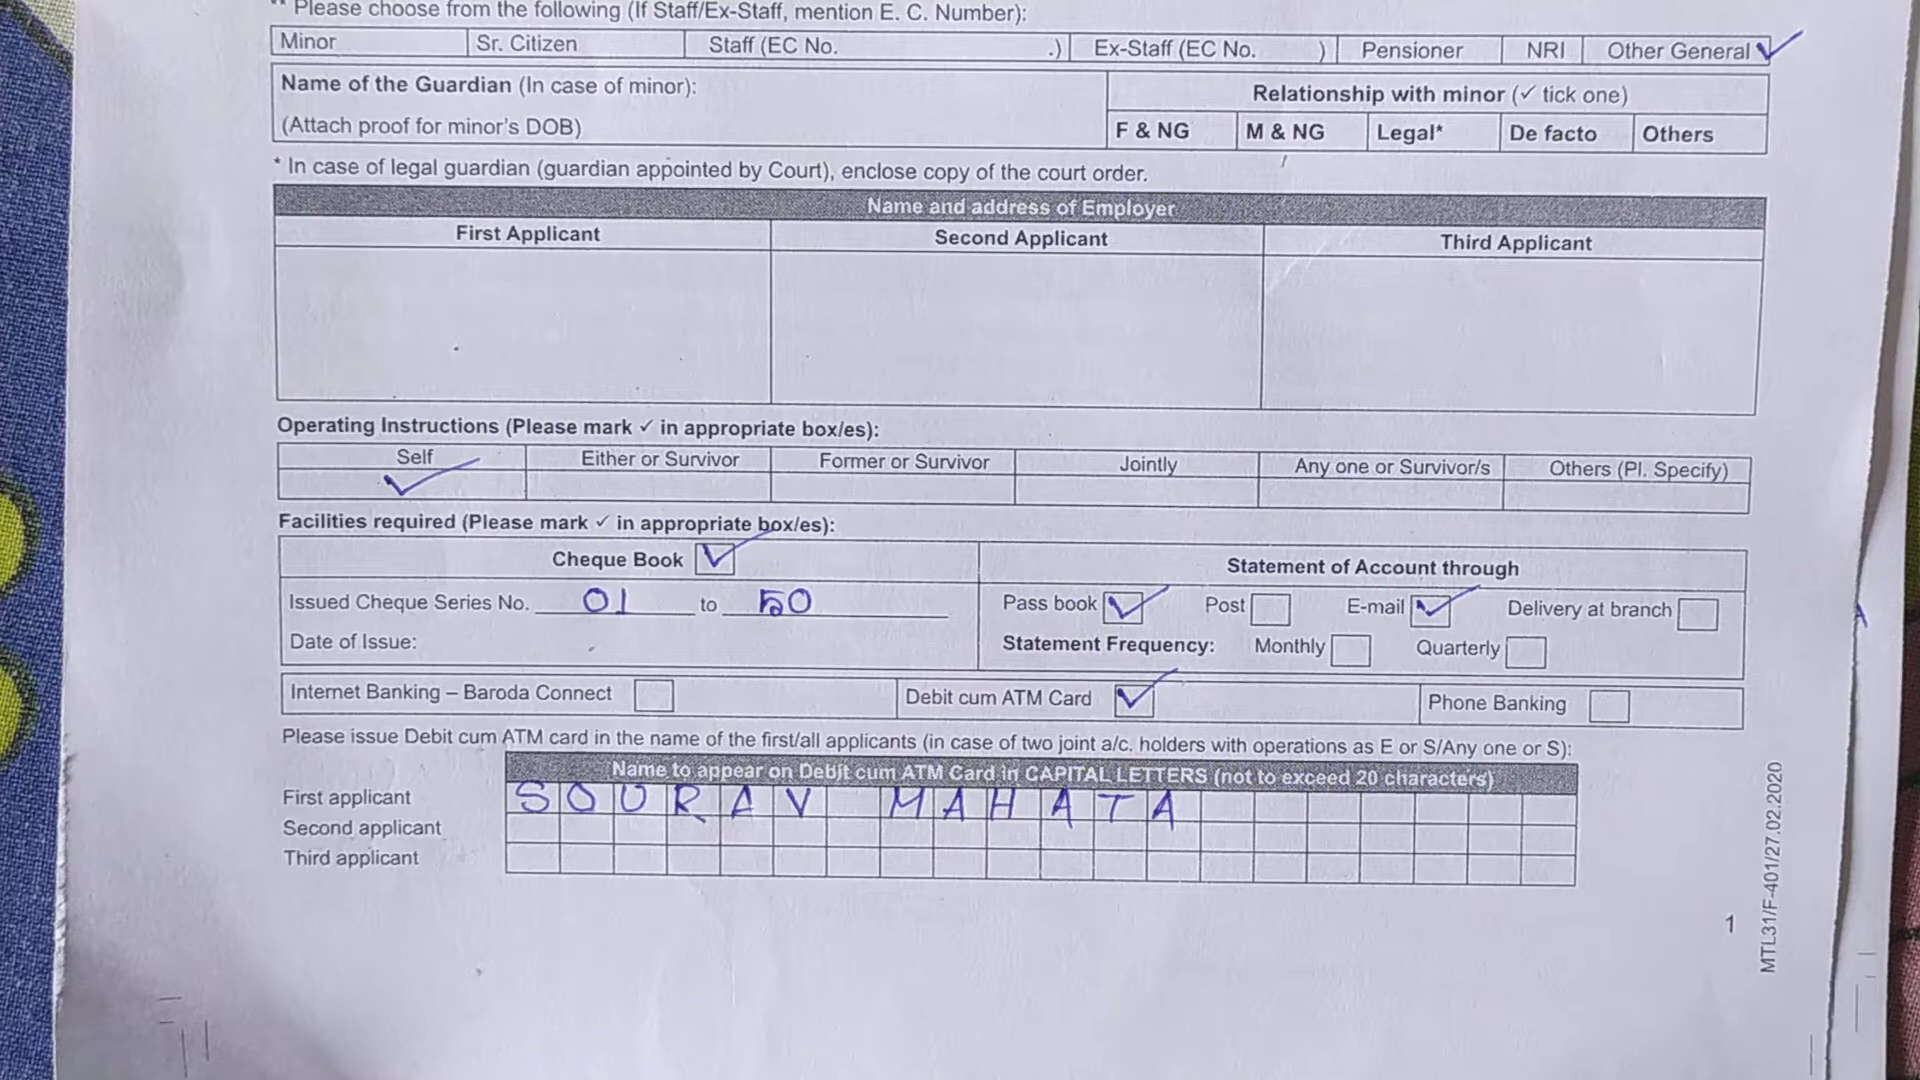 ** Please choose from the following (If Staff/Ex-Staff, mention E. C. Number):
Minor Sr. Citizen Staff (EC No. .) Ex-Staff (EC No. ) Pensioner NRI Other General ✓
Name of the Guardian (In case of minor):
(Attach proof for minor's DOB)
Relationship with minor (✓ tick one)
F & NG M & NG Legal* De facto Others
* In case of legal guardian (guardian appointed by Court), enclose copy of the court order.
Name and address of Employer
First Applicant Second Applicant Third Applicant
Operating Instructions (Please mark ✓ in appropriate box/es):
Self Either or Survivor Former or Survivor Jointly Any one or Survivor/s Others (Pl. Specify)
✓
Facilities required (Please mark ✓ in appropriate box/es):
Cheque Book ✓
Issued Cheque Series No. 01 to 50
Date of Issue:
Statement of Account through
Pass book ✓ Post E-mail ✓ Delivery at branch
Statement Frequency: Monthly Quarterly
Internet Banking – Baroda Connect Debit cum ATM Card ✓ Phone Banking
Please issue Debit cum ATM card in the name of the first/all applicants (in case of two joint a/c. holders with operations as E or S/Any one or S):
Name to appear on Debit cum ATM Card in CAPITAL LETTERS (not to exceed 20 characters)
First applicant SOURAV MAHATA
Second applicant
Third applicant
1
MTL31/F-401/27.02.2020